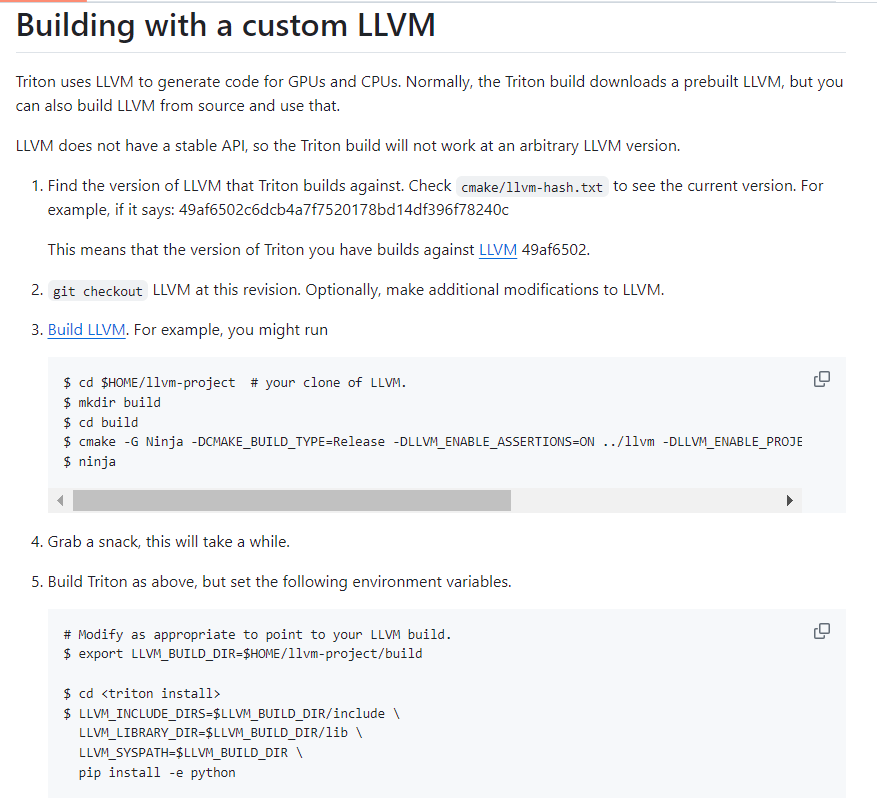 Building with a custom LLVM
Triton uses LLVM to generate code for GPUs and CPUs. Normally, the Triton build downloads a prebuilt LLVM, but you
can also build LLVM from source and use that.
LLVM does not have a stable API, so the Triton build will not work at an arbitrary LLVM version.
1. Find the version of LLVM that Triton builds against. Check cmake/llvm-hash.txt to see the current version. For
example, if it says: 49af6502c6dcb4a7f7520178bd14df396f78240c
This means that the version of Triton you have builds against LLVM 49af6502.
2. git checkout LLVM at this revision. Optionally, make additional modifications to LLVM.
3. Build LLVM. For example, you might run
$ cd $HOME/llvm-project  # your clone of LLVM.
$ mkdir build
$ cd build
$ cmake -G Ninja -DCMAKE_BUILD_TYPE=Release -DLLVM_ENABLE_ASSERTIONS=ON ../llvm -DLLVM_ENABLE_PROJE
$ ninja
4. Grab a snack, this will take a while.
5. Build Triton as above, but set the following environment variables.
# Modify as appropriate to point to your LLVM build.
$ export LLVM_BUILD_DIR=$HOME/llvm-project/build
$ cd <triton install>
$ LLVM_INCLUDE_DIRS=$LLVM_BUILD_DIR/include \
LLVM_LIBRARY_DIR=$LLVM_BUILD_DIR/lib \
LLVM_SYSPATH=$LLVM_BUILD_DIR \
pip install -e python